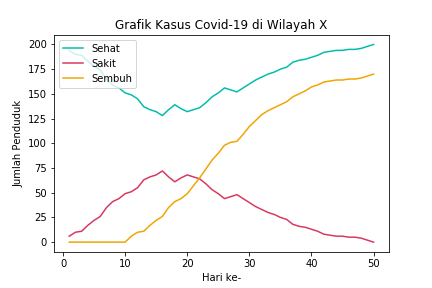 Grafik Kasus Covid-19 di Wilayah X
Sehat
Sakit
Sembuh
Jumlah Penduduk
200
175
150
125
100
75
50
25
0
0 10 20 30 40 50
Hari ke-